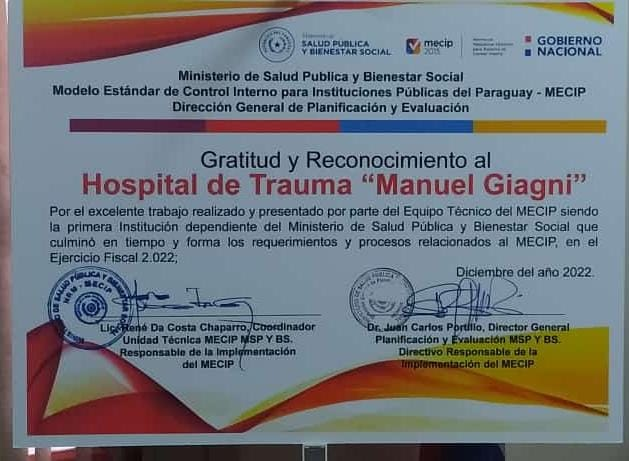 Ministerio de
SALUD PÚBLICA
Y BIENESTAR SOCIAL
mecip
2015
GOBIERNO
NACIONAL
Ministerio de Salud Publica y Bienestar Social
Modelo Estándar de Control Interno para Instituciones Públicas del Paraguay - MECIP
Dirección General de Planificación y Evaluación
Gratitud y Reconocimiento al
Hospital de Trauma “Manuel Giagni”
Por el excelente trabajo realizado y presentado por parte del Equipo Técnico del MECIP siendo
la primera Institución dependiente del Ministerio de Salud Pública y Bienestar Social que
culminó en tiempo y forma los requerimientos y procesos relacionados al MECIP, en el
Ejercicio Fiscal 2.022;
Diciembre del año 2022.
Lic. René Da Costa Chaparro, Coordinador
Unidad Técnica MECIP MSP Y BS.
Responsable de la Implementación
del MECIP
Dr. Juan Carlos Portillo, Director General
Planificación y Evaluación MSP Y BS.
Directivo Responsable de la
Implementación del MECIP